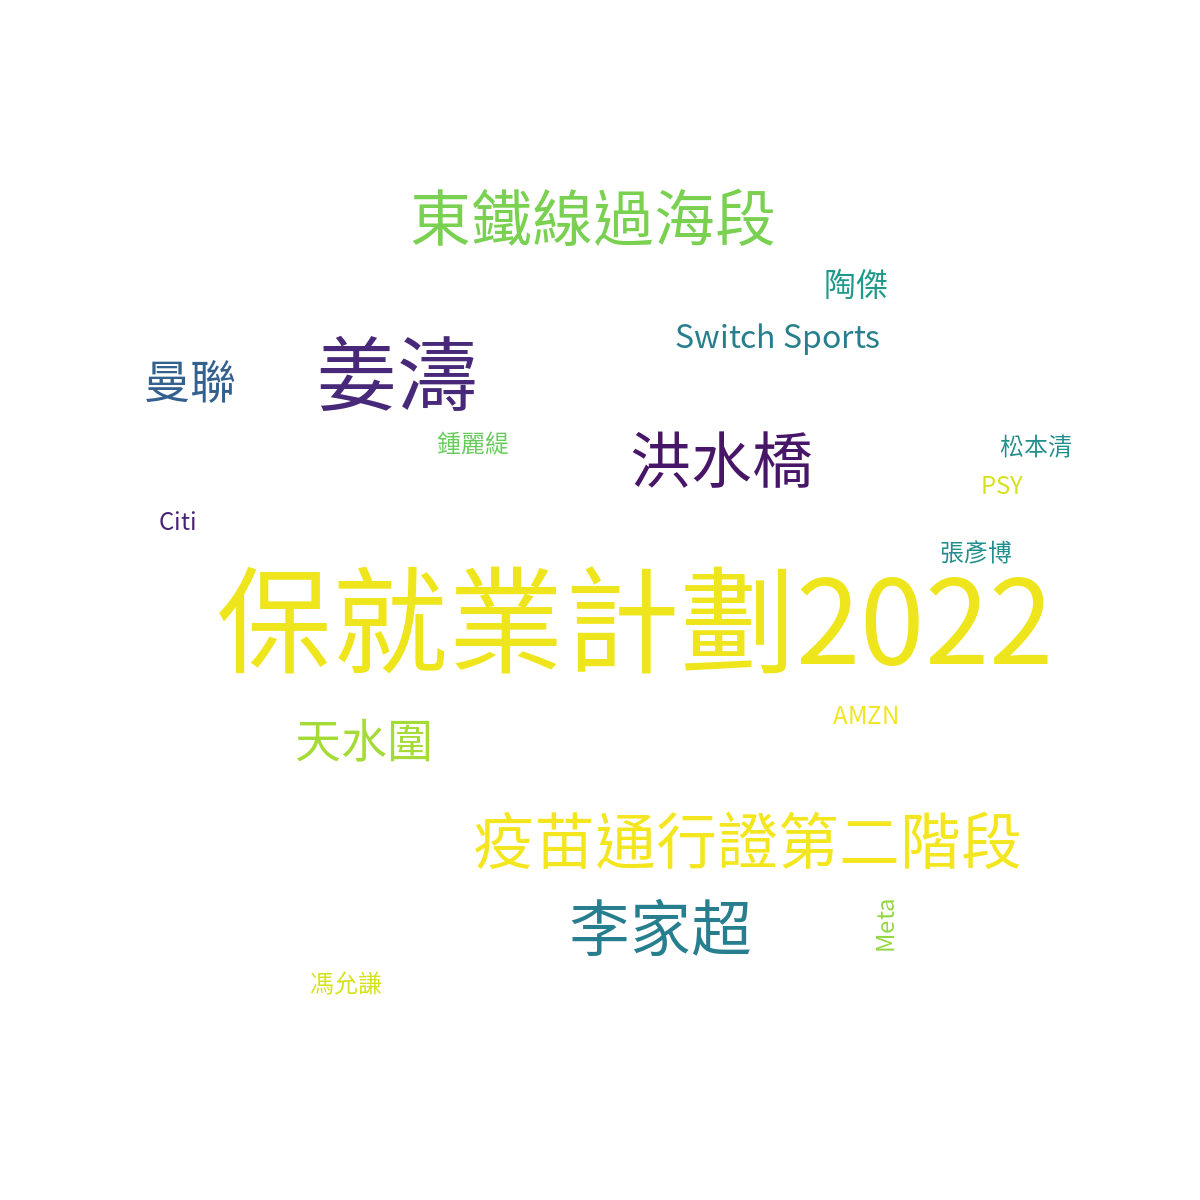 東鐵線過海段
陶傑
Switch Sports
姜濤
曼聯
鍾麗緹
洪水橋
松本清
PSY
Citi
張彥博
保就業計劃2022
AMZN
天水圍
疫苗通行證第二階段
李家超
Meta
馮允謙